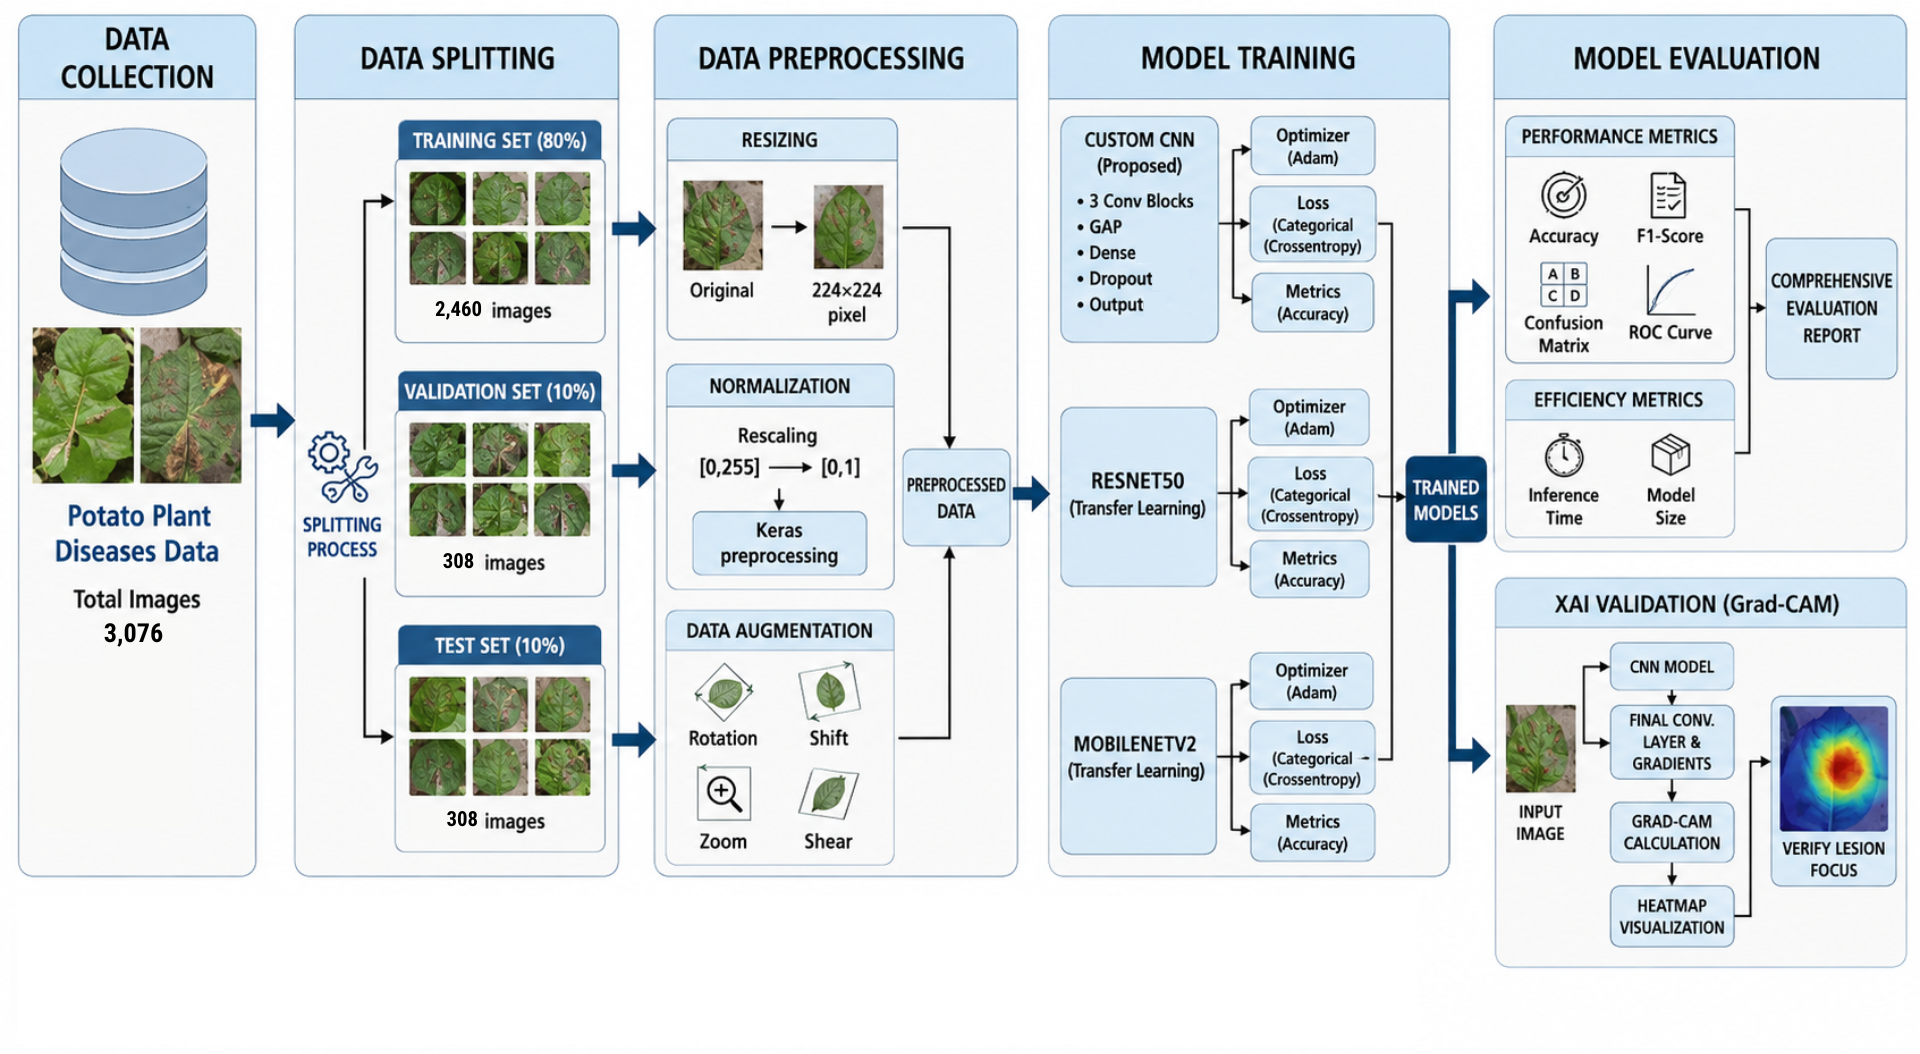 DATA
COLLECTION
Potato Plant
Diseases Data
Total Images
3,076
DATA SPLITTING
SPLITTING
PROCESS
TRAINING SET (80%)
2,460 images
VALIDATION SET (10%)
308 images
TEST SET (10%)
308 images
DATA PREPROCESSING
RESIZING
Original
224×224
pixel
NORMALIZATION
Rescaling
[0,255] [0,1]
Keras
preprocessing
DATA AUGMENTATION
Rotation
Shift
Zoom
Shear
PREPROCESSED
DATA
MODEL TRAINING
CUSTOM CNN
(Proposed)
• 3 Conv Blocks
• GAP
• Dense
• Dropout
• Output
Optimizer
(Adam)
Loss
(Categorical
(Crossentropy)
Metrics
(Accuracy)
RESNET50
(Transfer Learning)
Optimizer
(Adam)
Loss
(Categorical
(Crossentropy)
Metrics
(Accuracy)
MOBILENETV2
(Transfer Learning)
Optimizer
(Adam)
Loss
(Categorical
(Crossentropy)
Metrics
(Accuracy)
TRAINED
MODELS
MODEL EVALUATION
PERFORMANCE METRICS
Accuracy
F1-Score
A B
C D
Confusion
Matrix
ROC Curve
EFFICIENCY METRICS
Inference
Time
Model
Size
COMPREHENSIVE
EVALUATION
REPORT
XAI VALIDATION (Grad-CAM)
INPUT
IMAGE
CNN MODEL
FINAL CONV.
LAYER &
GRADIENTS
GRAD-CAM
CALCULATION
HEATMAP
VISUALIZATION
VERIFY LESION
FOCUS